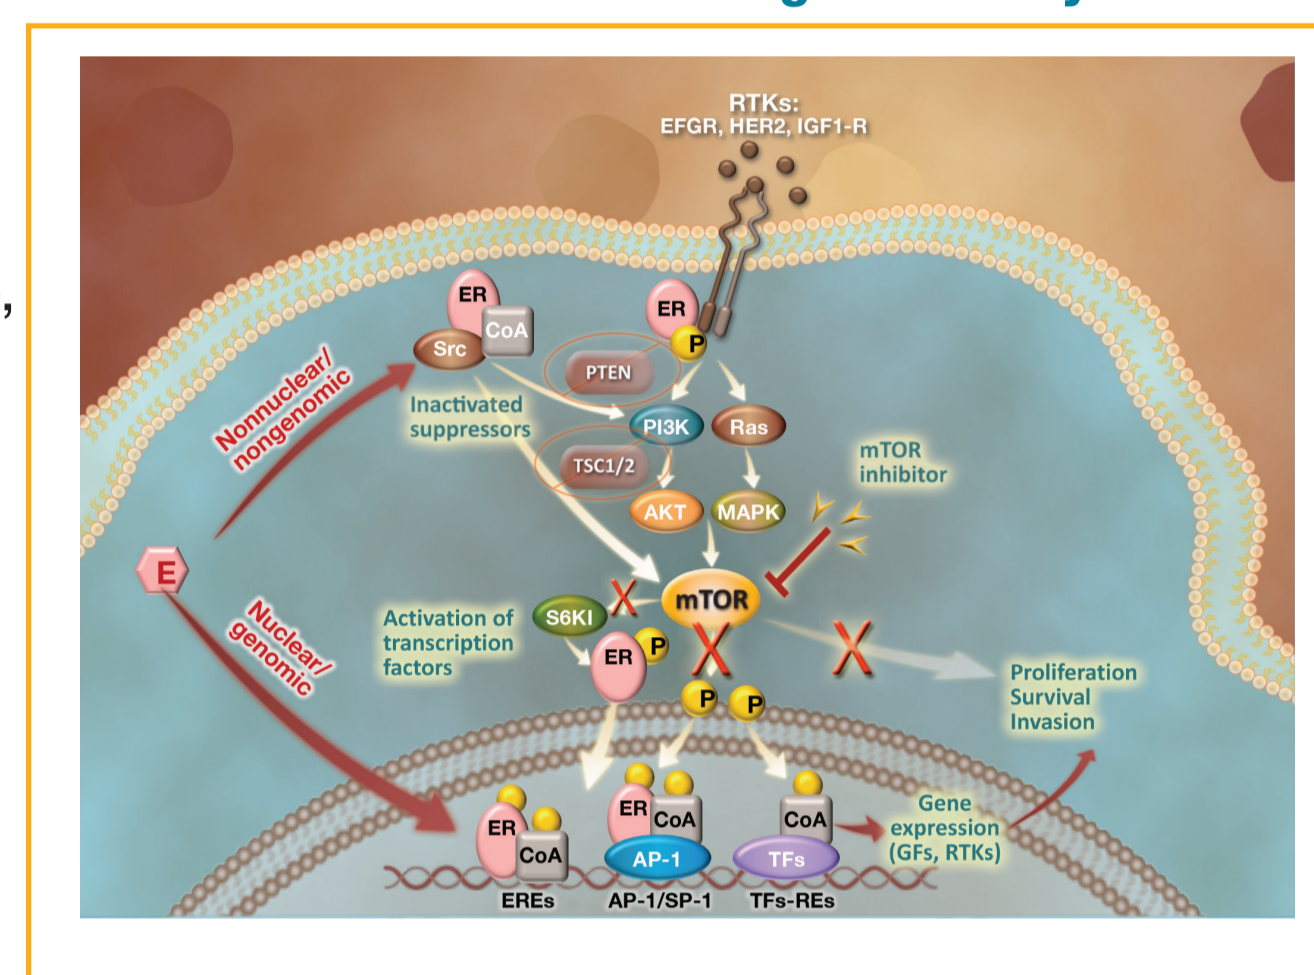 RTKs:
EFGR, HER2, IGF1-R
ER
CoA
Src
ER
P
PTEN
Nonnuclear/
nongenomic
Inactivated
suppressors
PI3K
Ras
TSC1/2
mTOR
inhibitor
AKT
MAPK
E
mTOR
S6KI
Nuclear/
genomic
Activation of
transcription
factors
ER
P
P
P
Proliferation
Survival
Invasion
ER
CoA
ER
CoA
AP-1
CoA
TFs
Gene
expression
(GFs, RTKs)
EREs
AP-1/SP-1
TFs-REs